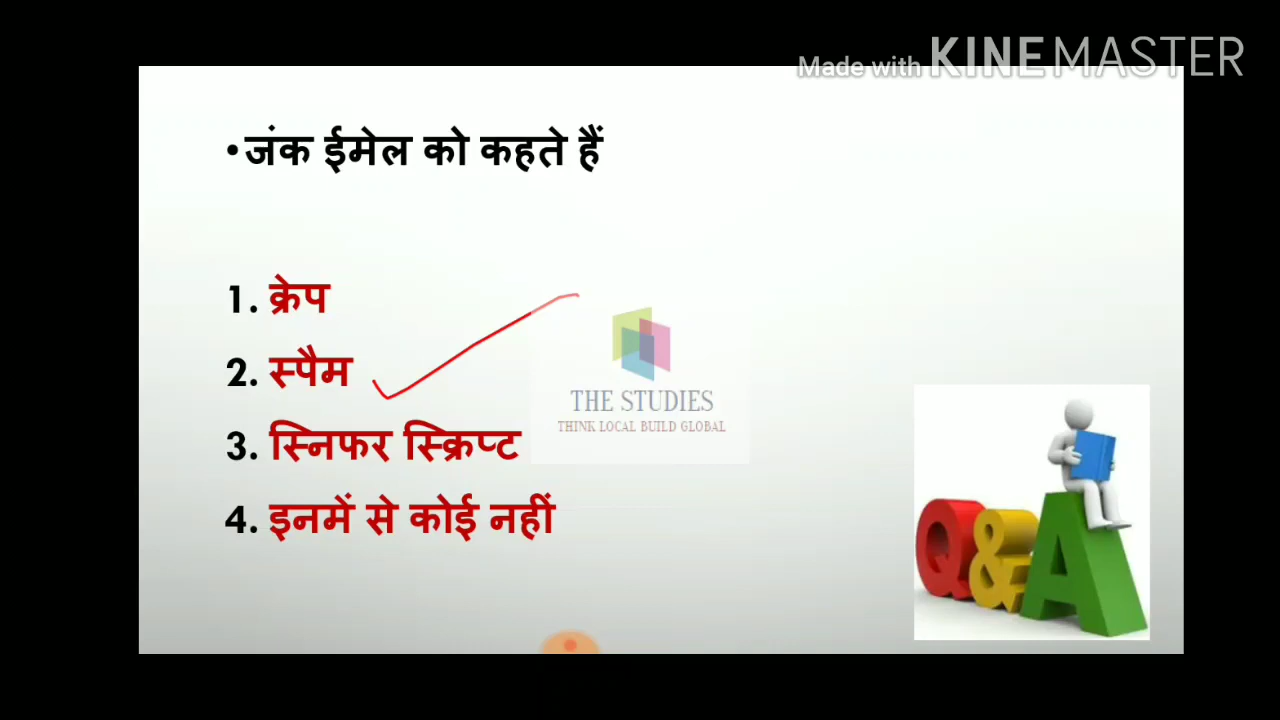 Made with KINEMASTER
•जंक ईमेल को कहते हैं
1. क्रेप
2. स्पैम
3. स्निफर स्क्रिप्ट
4. इनमें से कोई नहीं
THE STUDIES
THINK LOCAL BUILD GLOBAL
Q&A